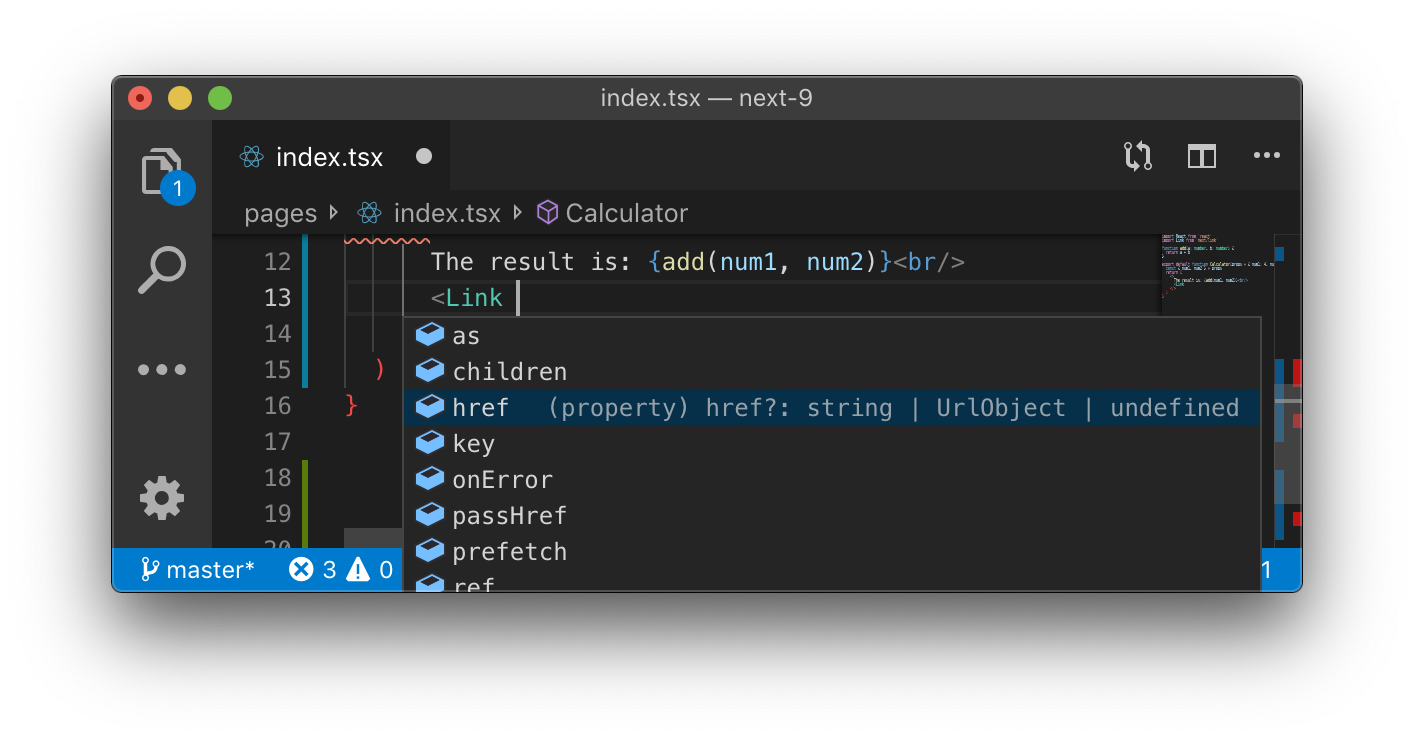 index.tsx — next-9
index.tsx
1
pages index.tsx Calculator
12 The result is: {add(num1, num2)}<br/>
13 <Link
14
as
children
15 )
16 }
href (property) href?: string | UrlObject | undefined
17
key
18
onError
19
passHref
20
prefetch
ref
master* 3 0
1